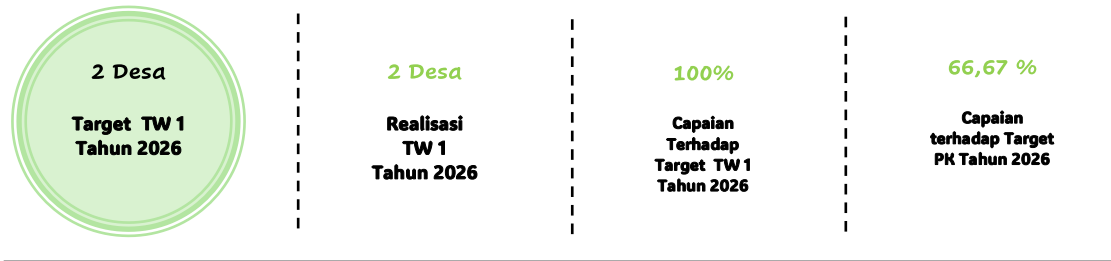 2 Desa
Target TW 1
Tahun 2026
2 Desa
Realisasi
TW 1
Tahun 2026
100%
Capaian
Terhadap
Target TW 1
Tahun 2026
66,67 %
Capaian
terhadap Target
PK Tahun 2026